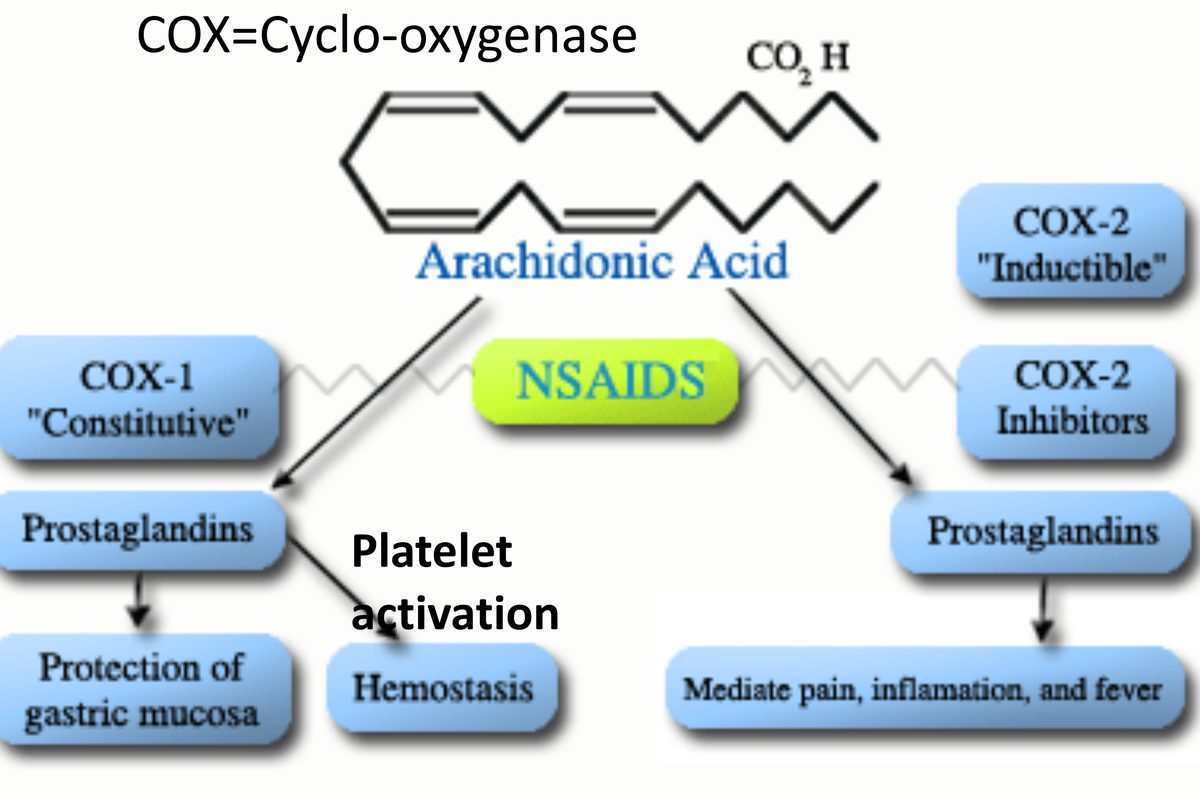 COX=Cyclo-oxygenase
CO2 H
Arachidonic Acid
COX-2
"Inductible"
COX-1
"Constitutive"
NSAIDS
COX-2
Inhibitors
Prostaglandins
Platelet
activation
Prostaglandins
Protection of
gastric mucosa
Hemostasis
Mediate pain, inflamation, and fever